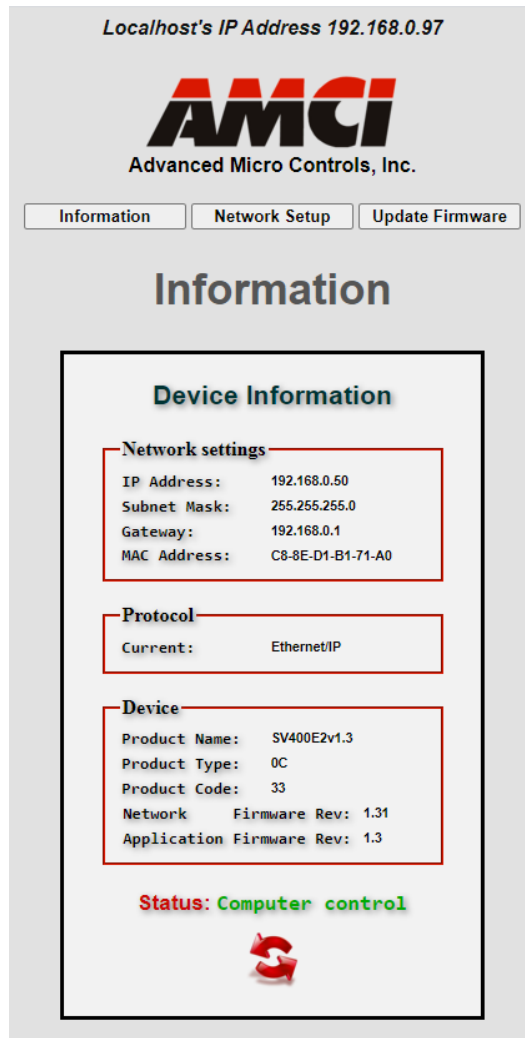 Localhost's IP Address 192.168.0.97
AMCI
Advanced Micro Controls, Inc.
Information Network Setup Update Firmware
Information
Device Information
Network settings
IP Address: 192.168.0.50
Subnet Mask: 255.255.255.0
Gateway: 192.168.0.1
MAC Address: C8-8E-D1-B1-71-A0
Protocol
Current: Ethernet/IP
Device
Product Name: SV400E2v1.3
Product Type: 0C
Product Code: 33
Network Firmware Rev: 1.31
Application Firmware Rev: 1.3
Status: Computer control